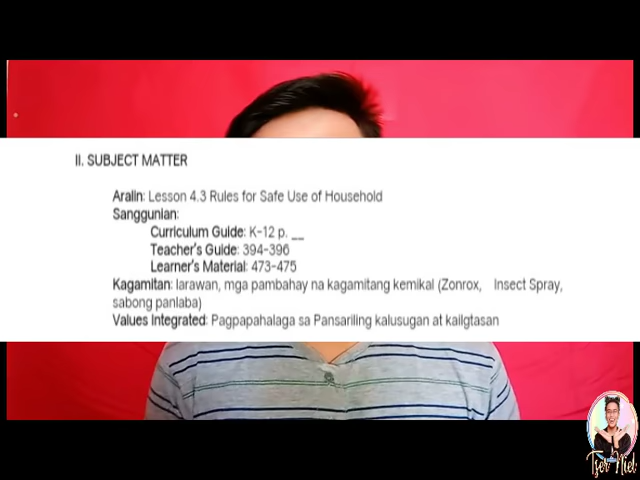 II. SUBJECT MATTER
Aralin: Lesson 4.3 Rules for Safe Use of Household
Sanggunian:
Curriculum Guide: K-12 p. __
Teacher's Guide: 394-396
Learner's Material: 473-475
Kagamitan: larawan, mga pambahay na kagamitang kemikal (Zonrox, Insect Spray,
sabong panlaba)
Values Integrated: Pagpapahalaga sa Pansariling kalusugan at kailgtasan
Tser Niel